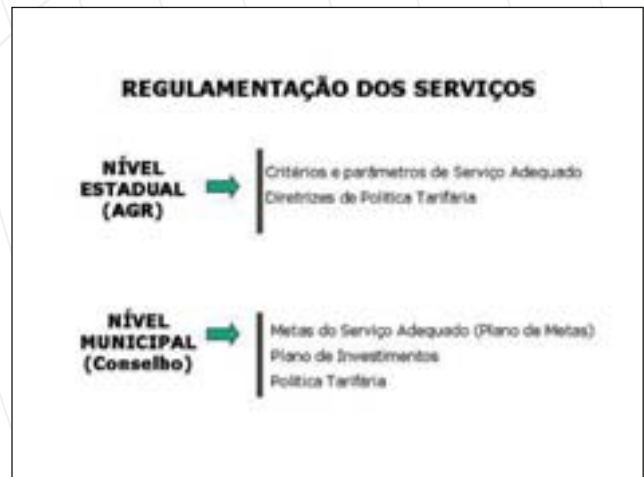 REGULAMENTAÇÃO DOS SERVIÇOS
NÍVEL
ESTADUAL
(AGR)
Critérios e parâmetros de Serviço Adequado
Diretrizes de Política Tarifária
NÍVEL
MUNICIPAL
(Conselho)
Metas do Serviço Adequado (Plano de Metas)
Plano de Investimentos
Política Tarifária